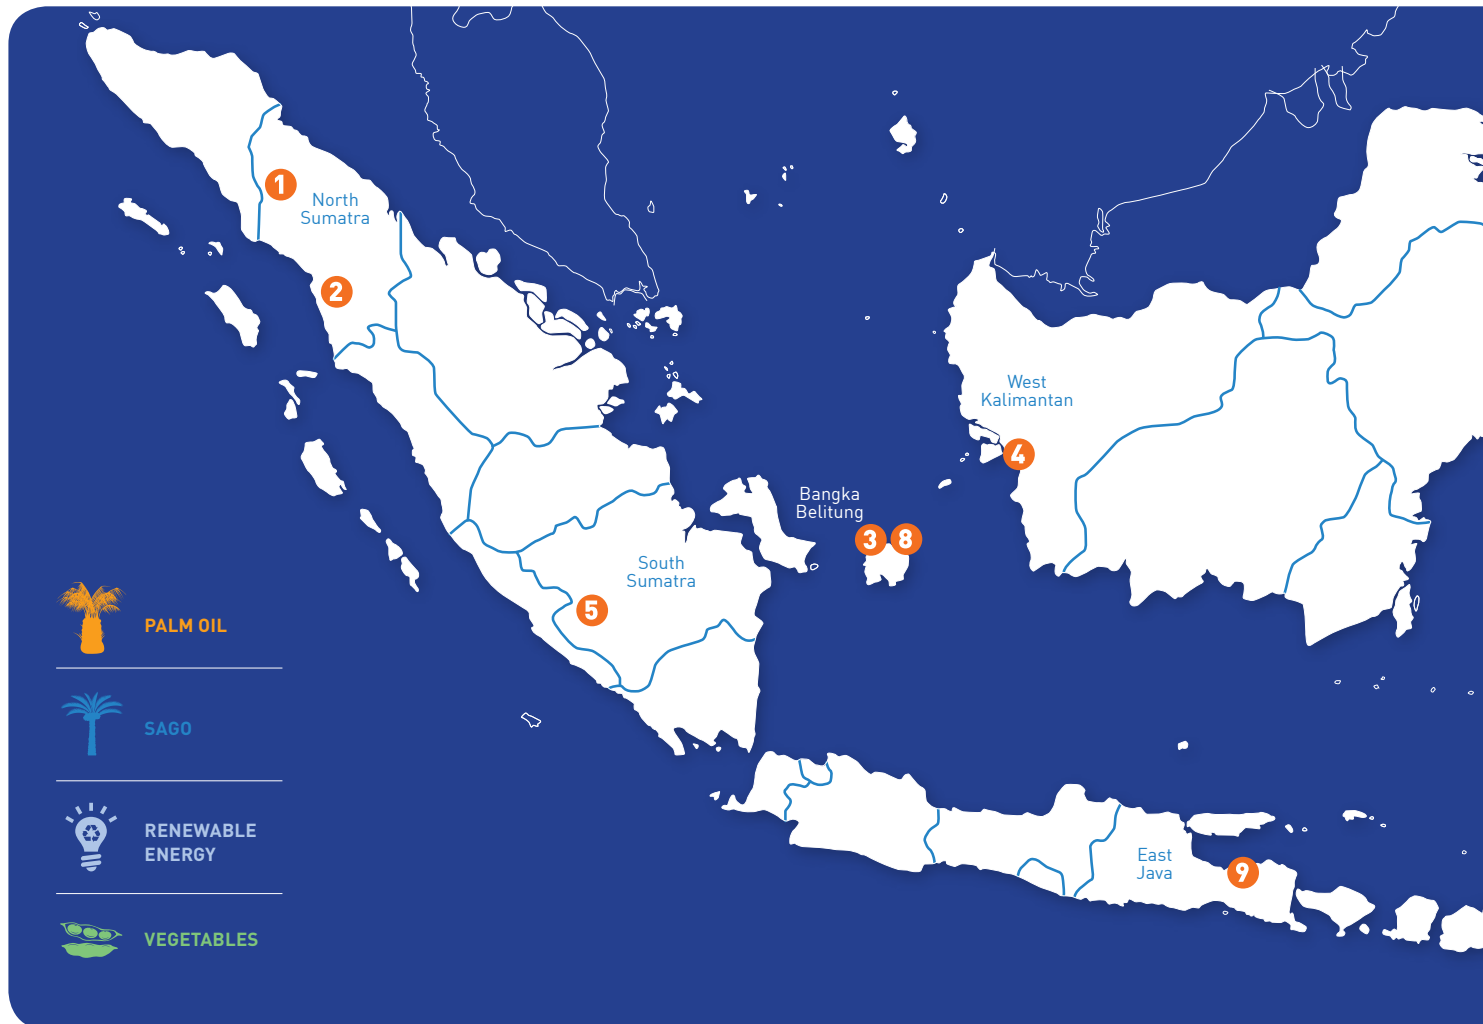 1
North
Sumatra
2
West
Kalimantan
4
Bangka
Belitung
3
8
South
Sumatra
5
PALM OIL
SAGO
RENEWABLE
ENERGY
East
Java
9
VEGETABLES